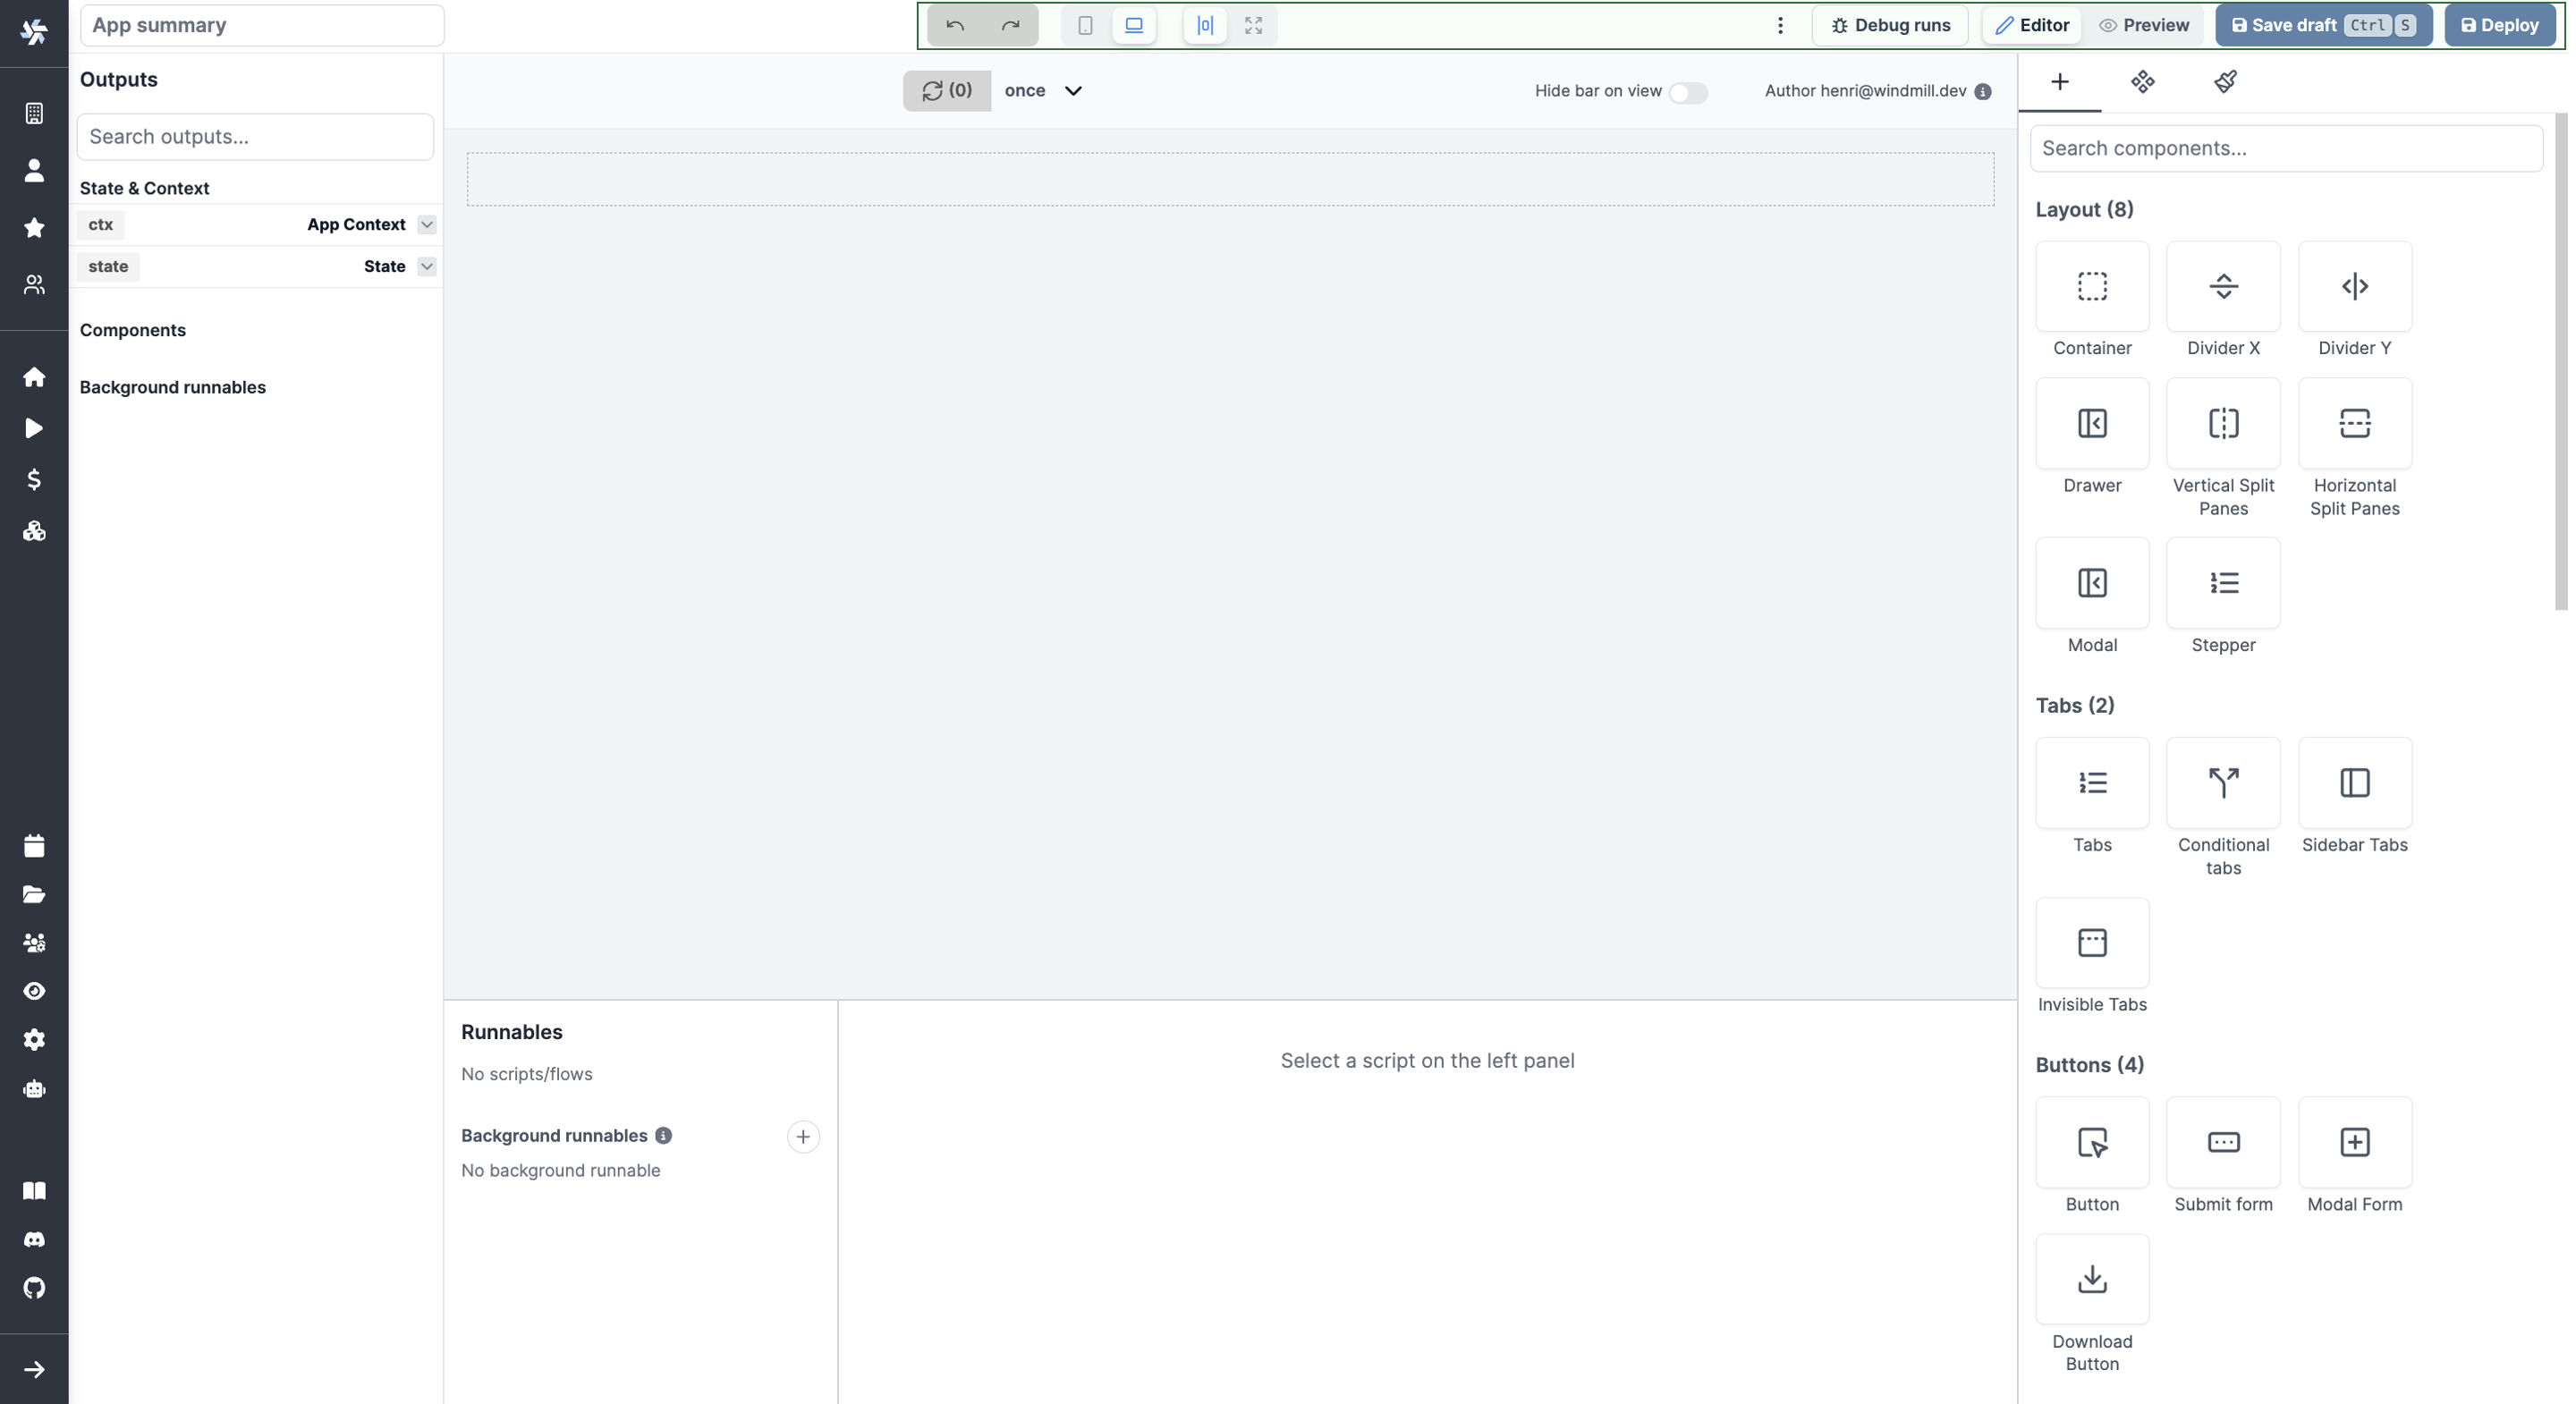 App summary
Debug runs
Editor
Preview
Save draft Ctrl S
Deploy
Outputs
Search outputs...
State & Context
ctx App Context
state State
Components
Background runnables
(0) once
Hide bar on view
Author henri@windmill.dev
Runnables
No scripts/flows
Background runnables
No background runnable
Select a script on the left panel
Search components...
Layout (8)
Container Divider X Divider Y
Drawer
Vertical Split
Panes
Horizontal
Split Panes
Modal Stepper
Tabs (2)
Tabs
Conditional
tabs
Sidebar Tabs
Invisible Tabs
Buttons (4)
Button Submit form Modal Form
Download
Button